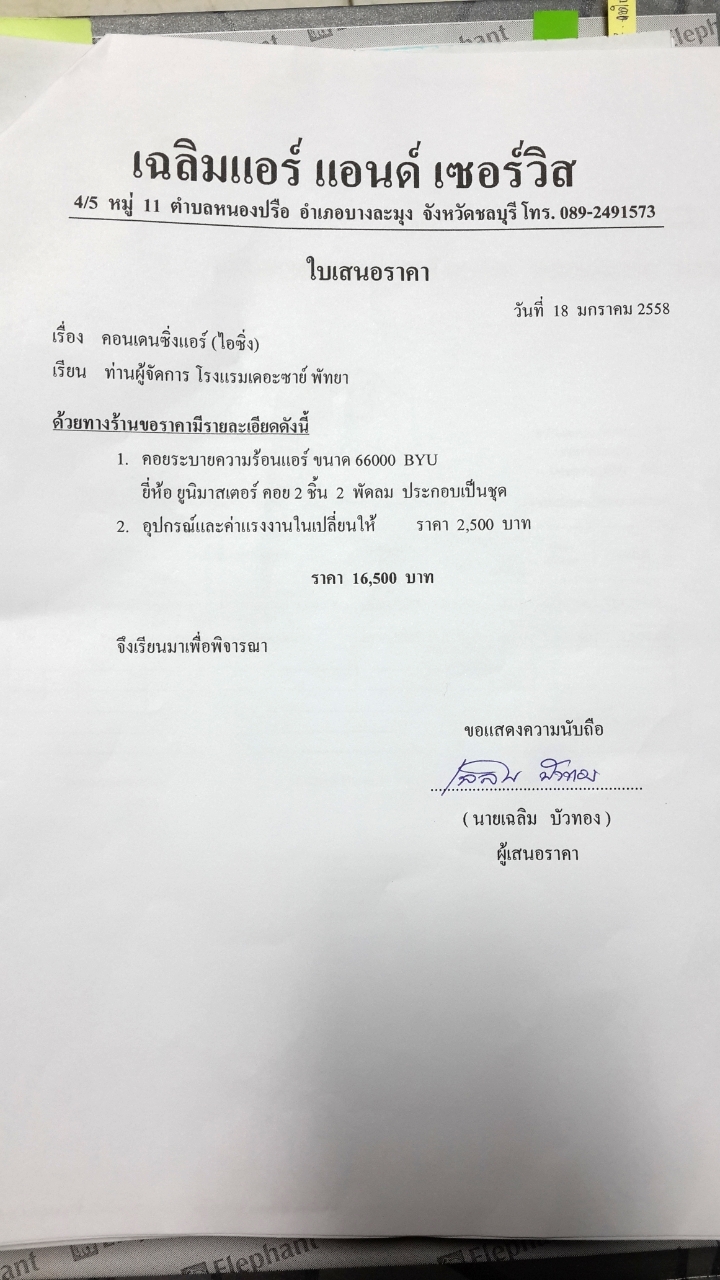 เฉลิมแอร์ แอนด์ เซอร์วิส
4/5 หมู่ 11 ตำบลหนองปรือ อำเภอบางละมุง จังหวัดชลบุรี โทร. 089-2491573
ใบเสนอราคา
วันที่ 18 มกราคม 2558
เรื่อง คอนเดนซิ่งแอร์ (ไอซิ่ง)
เรียน ท่านผู้จัดการ โรงแรมเดอะซาย์ พัทยา
ด้วยทางร้านขอราคามีรายละเอียดดังนี้
1. คอยระบายความร้อนแอร์ ขนาด 66000 BYU
ยี่ห้อ ยูนิมาสเตอร์ คอย 2 ชิ้น 2 พัดลม ประกอบเป็นชุด
2. อุปกรณ์และค่าแรงงานในเปลี่ยนให้ ราคา 2,500 บาท
ราคา 16,500 บาท
จึงเรียนมาเพื่อพิจารณา
ขอแสดงความนับถือ
เฉลิม บัวทอง
( นายเฉลิม บัวทอง )
ผู้เสนอราคา
Elephant